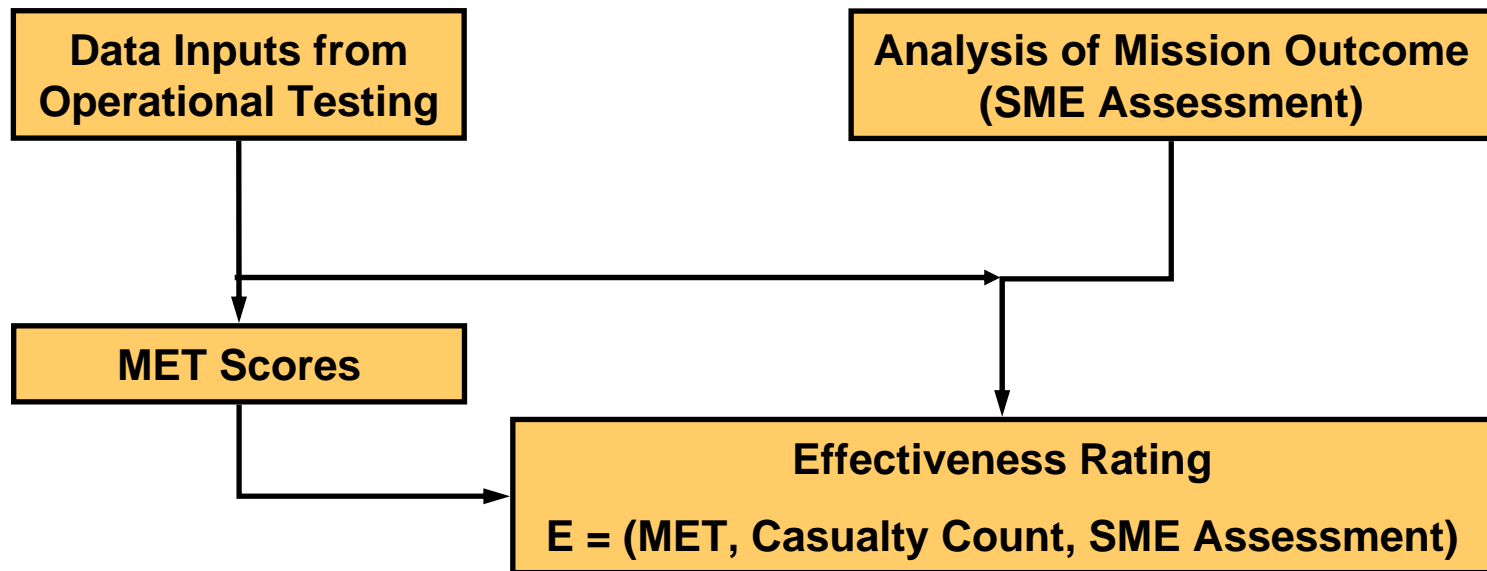 Data Inputs from
Operational Testing
Analysis of Mission Outcome
(SME Assessment)
MET Scores
Effectiveness Rating
E = (MET, Casualty Count, SME Assessment)